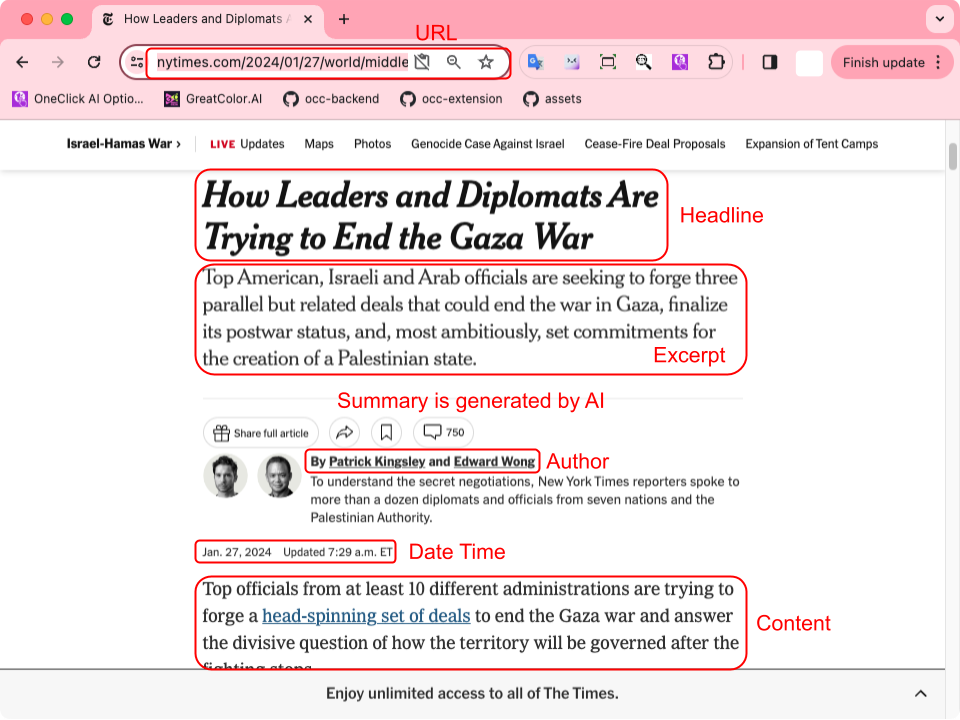 How Leaders and Diplomats A
URL
nytimes.com/2024/01/27/world/middle
Finish update
OneClick AI Optio...
GreatColor.AI
occ-backend
occ-extension
assets
Israel-Hamas War ›
LIVE Updates
Maps
Photos
Genocide Case Against Israel
Cease-Fire Deal Proposals
Expansion of Tent Camps
How Leaders and Diplomats Are
Trying to End the Gaza War
Headline
Top American, Israeli and Arab officials are seeking to forge three
parallel but related deals that could end the war in Gaza, finalize
its postwar status, and, most ambitiously, set commitments for
the creation of a Palestinian state.
Excerpt
Summary is generated by AI
Share full article
750
By Patrick Kingsley and Edward Wong
Author
To understand the secret negotiations, New York Times reporters spoke to
more than a dozen diplomats and officials from seven nations and the
Palestinian Authority.
Jan. 27, 2024 Updated 7:29 a.m. ET
Date Time
Top officials from at least 10 different administrations are trying to
forge a head-spinning set of deals to end the Gaza war and answer
the divisive question of how the territory will be governed after the
fighting stops.
Content
Enjoy unlimited access to all of The Times.